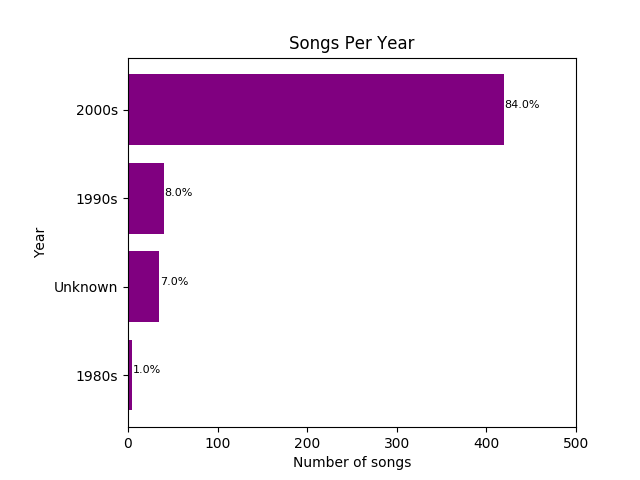 Songs Per Year
2000s
84.0%
1990s
8.0%
Unknown
7.0%
1980s
1.0%
Year
0 100 200 300 400 500
Number of songs